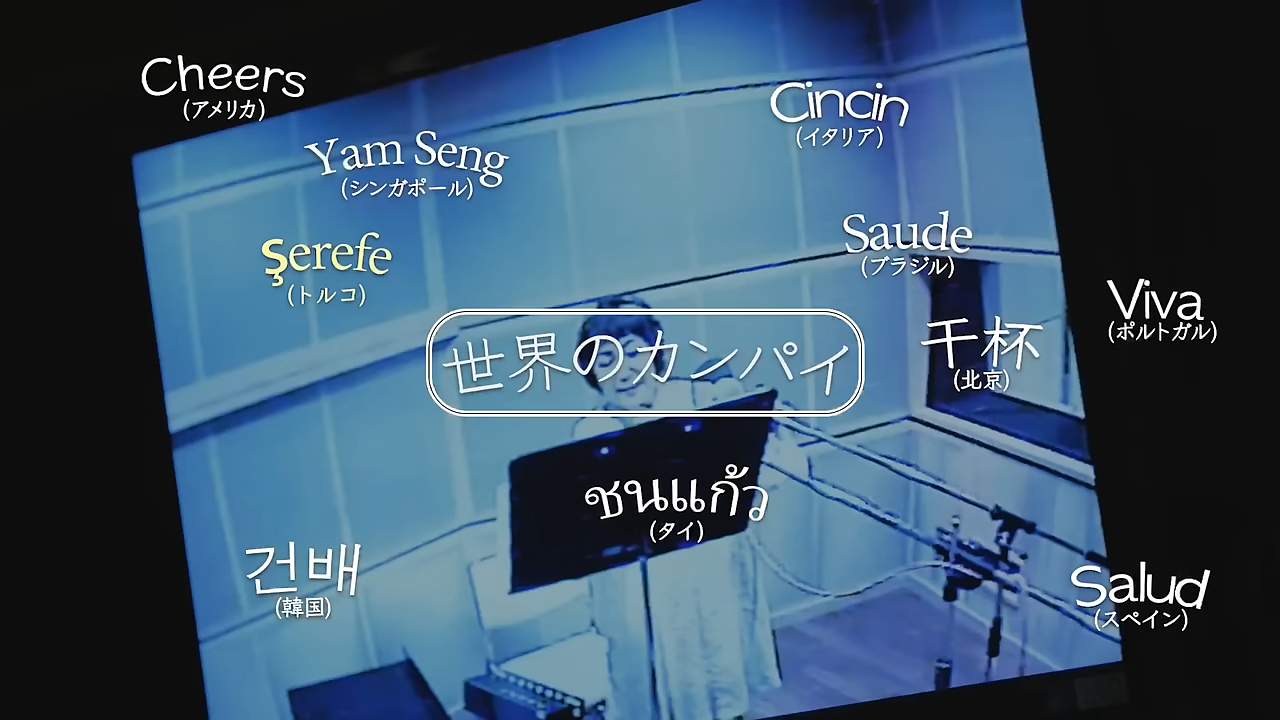 Cheers
(アメリカ)
Cincin
(イタリア)
Yam Seng
(シンガポール)
Saude
(ブラジル)
Şerefe
(トルコ)
Viva
(ポルトガル)
世界のカンパイ
干杯
(北京)
ชนแก้ว
(タイ)
건배
(韓国)
Salud
(スペイン)